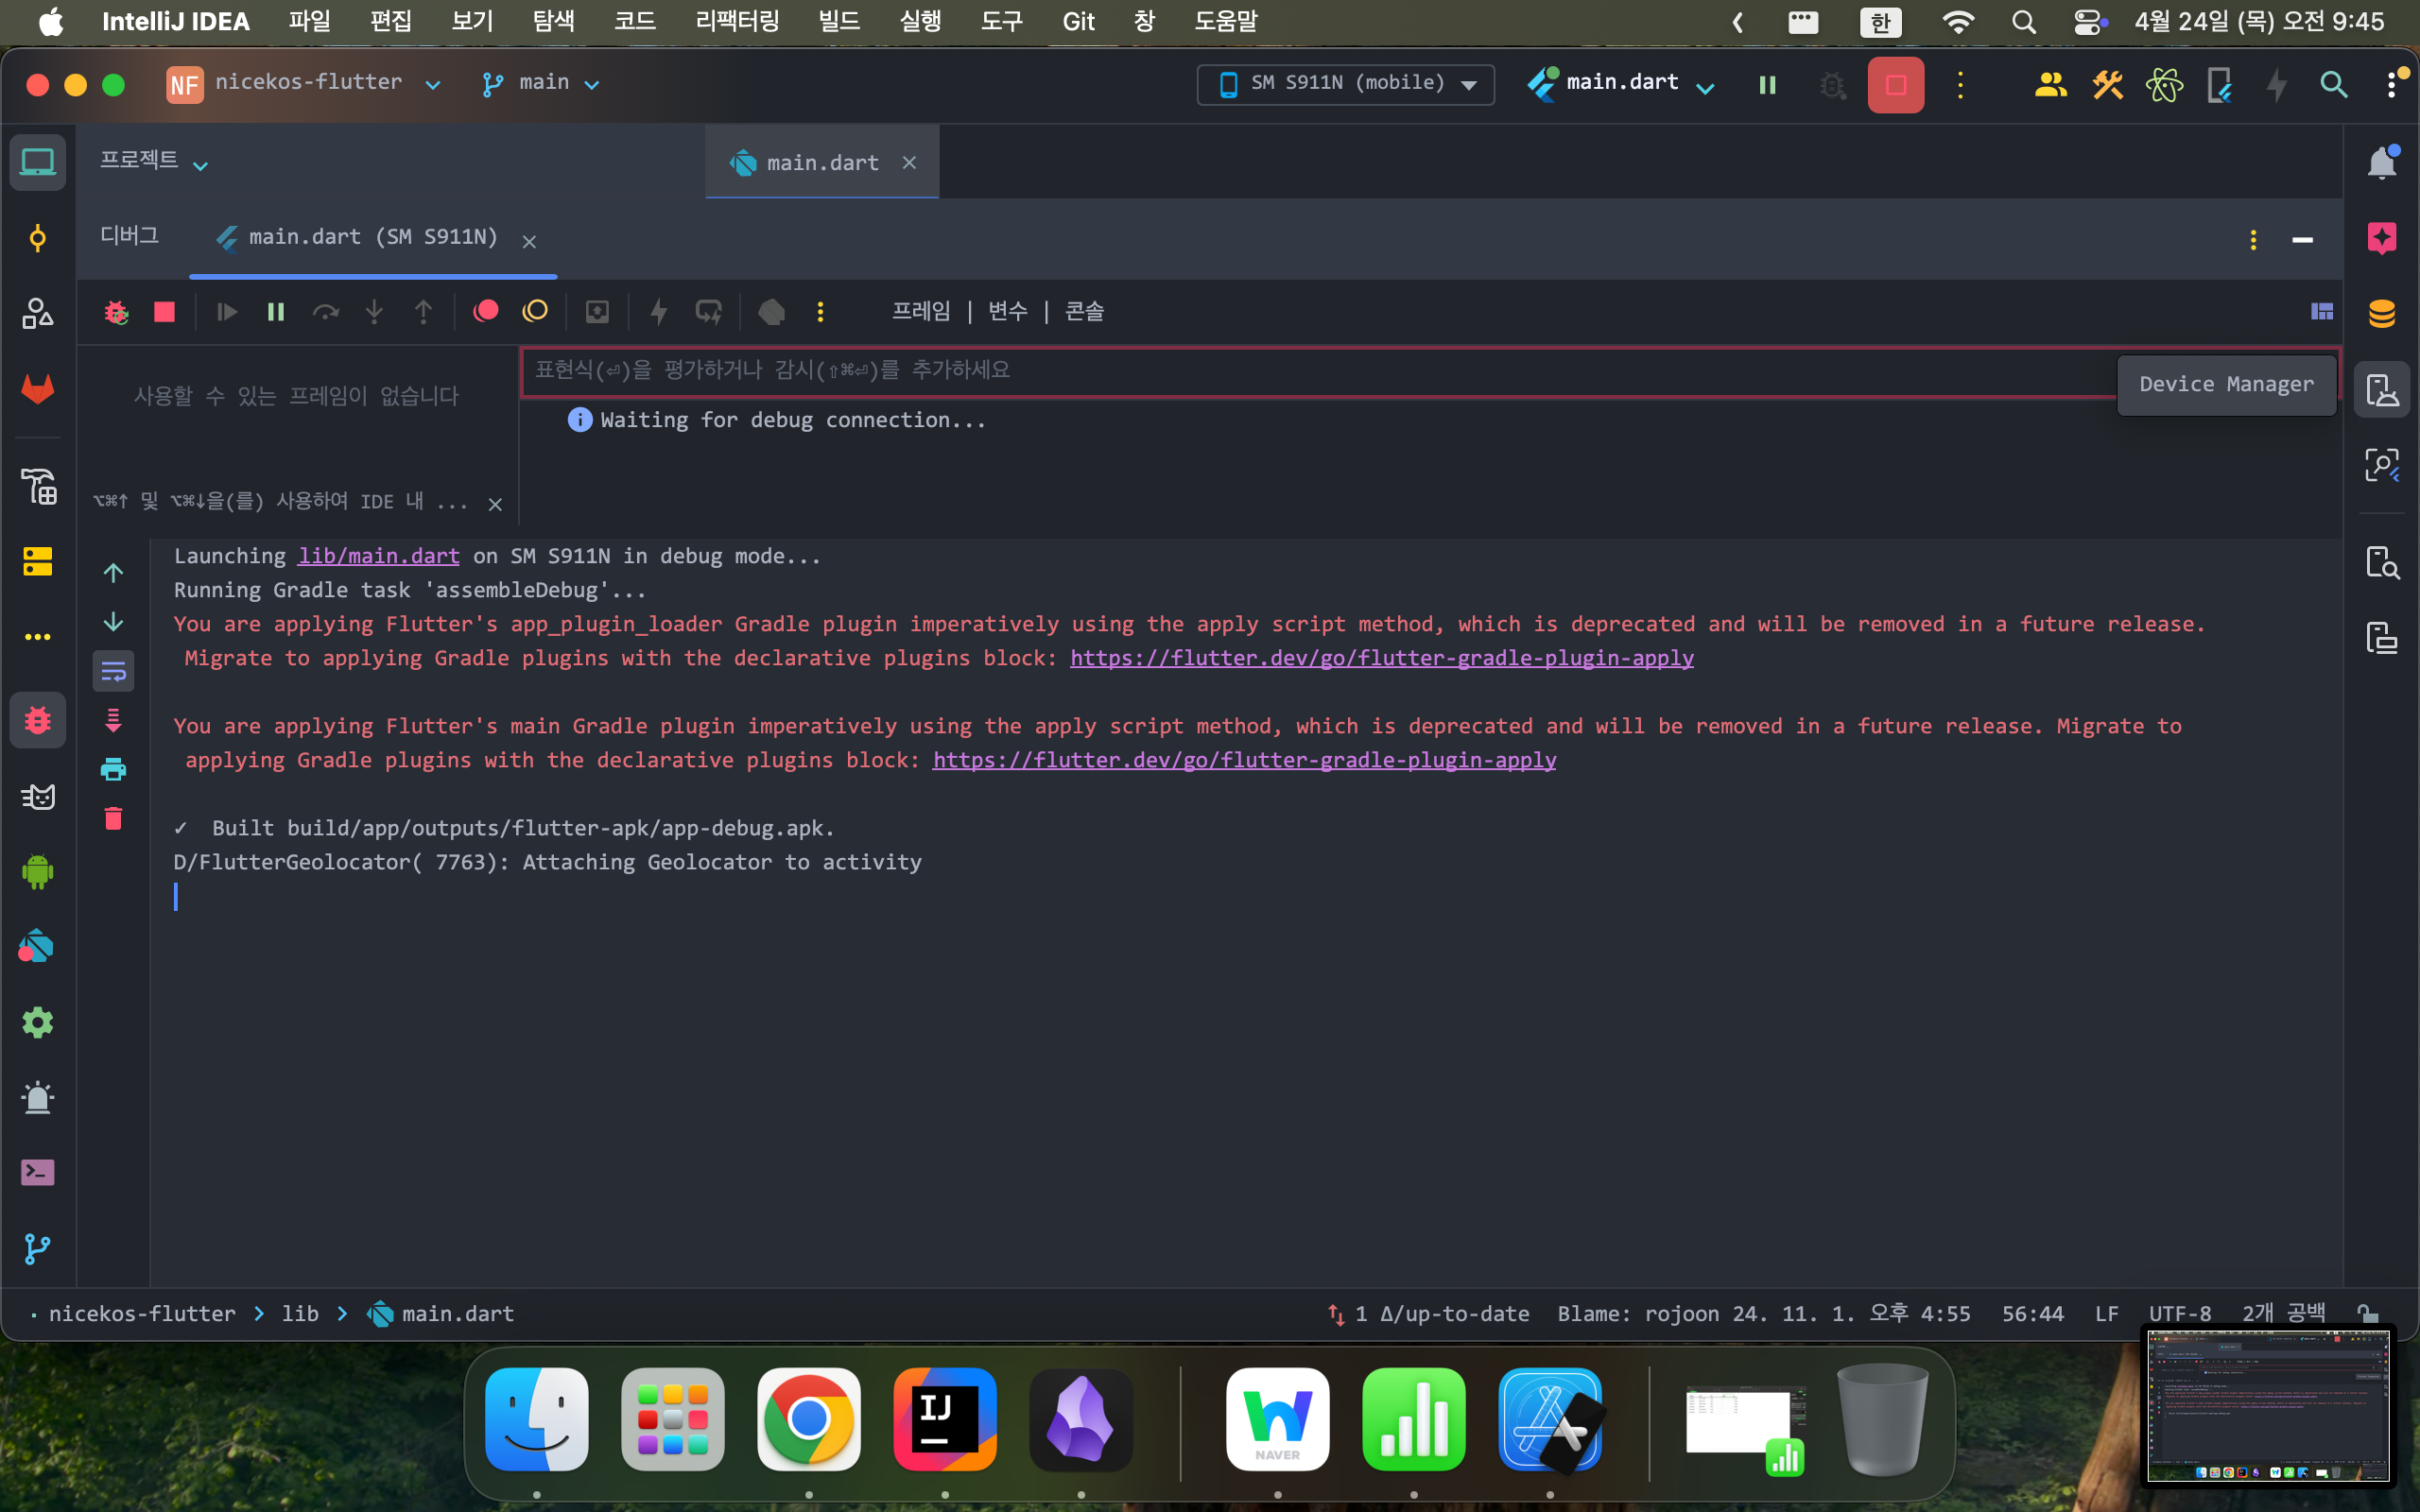 IntelliJ IDEA 파일 편집 보기 탐색 코드 리팩터링 빌드 실행 도구 Git 창 도움말 한 4월 24일 (목) 오전 9:45
NF nicekos-flutter main SM S911N (mobile) main.dart
프로젝트 main.dart
디버그 main.dart (SM S911N)
프레임 | 변수 | 콘솔
표현식(⏎)을 평가하거나 감시(⇧⌘⏎)를 추가하세요
Device Manager
사용할 수 있는 프레임이 없습니다
Waiting for debug connection...
⌥⌘↑ 및 ⌥⌘↓을(를) 사용하여 IDE 내 ...
Launching lib/main.dart on SM S911N in debug mode...
Running Gradle task 'assembleDebug'...
You are applying Flutter's app_plugin_loader Gradle plugin imperatively using the apply script method, which is deprecated and will be removed in a future release.
Migrate to applying Gradle plugins with the declarative plugins block: https://flutter.dev/go/flutter-gradle-plugin-apply
You are applying Flutter's main Gradle plugin imperatively using the apply script method, which is deprecated and will be removed in a future release. Migrate to
applying Gradle plugins with the declarative plugins block: https://flutter.dev/go/flutter-gradle-plugin-apply
✓ Built build/app/outputs/flutter-apk/app-debug.apk.
D/FlutterGeolocator( 7763): Attaching Geolocator to activity
nicekos-flutter > lib > main.dart 1 Δ/up-to-date Blame: rojoon 24. 11. 1. 오후 4:55 56:44 LF UTF-8 2개 공백
IJ
NAVER